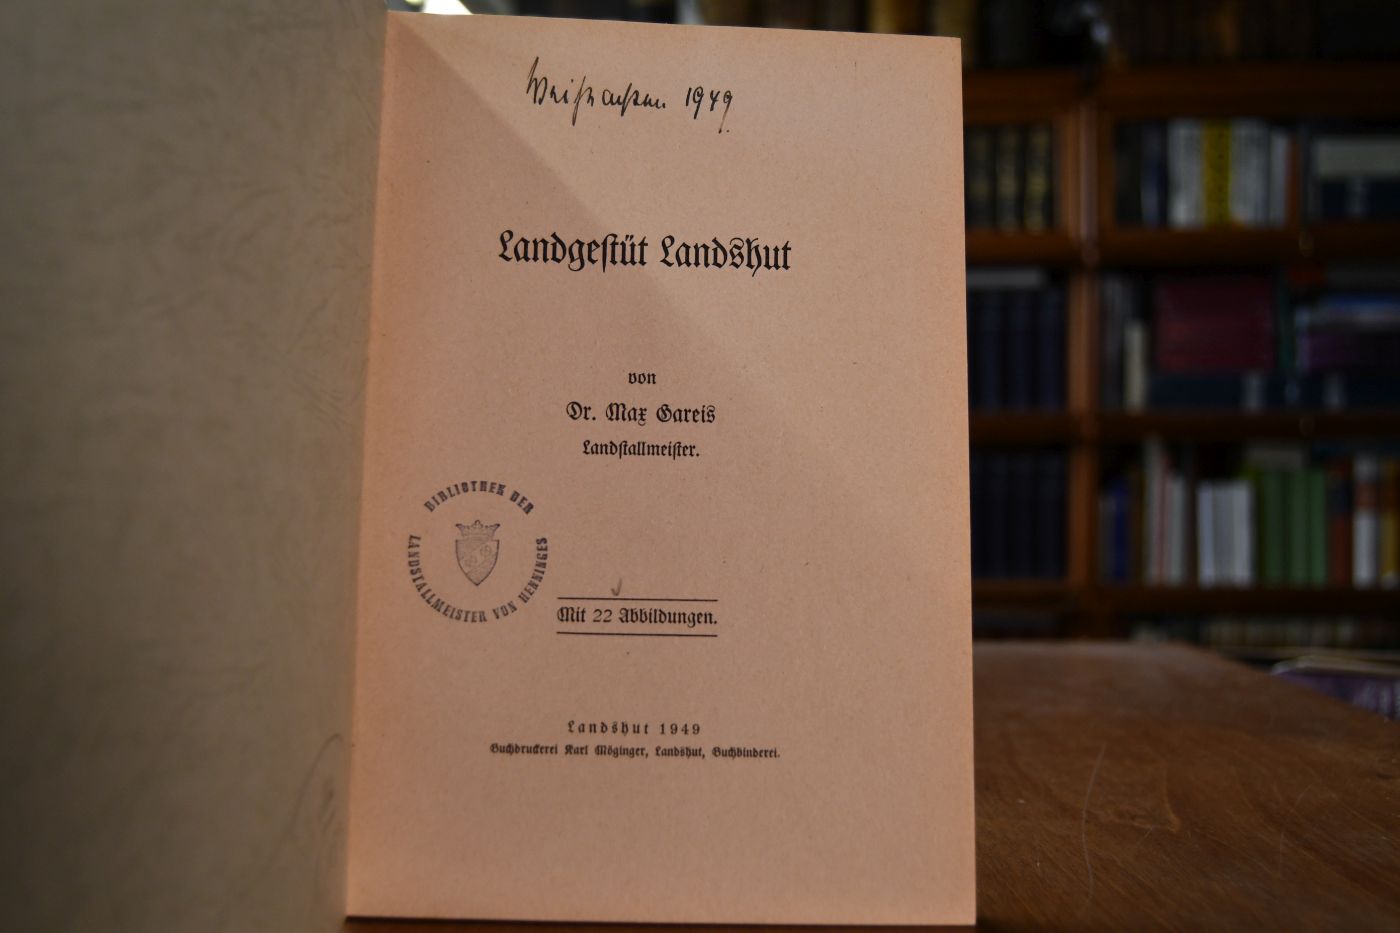 Weihnachten 1949
Landgestüt Landshut
von
Dr. Max Gareis
Landstallmeister.
BIBLIOTHEK DER
LANDSTALLMEISTER VON HENNINGES
Mit 22 Abbildungen.
Landshut 1949
Buchdruckerei Karl Möginger, Landshut, Buchbinderei.